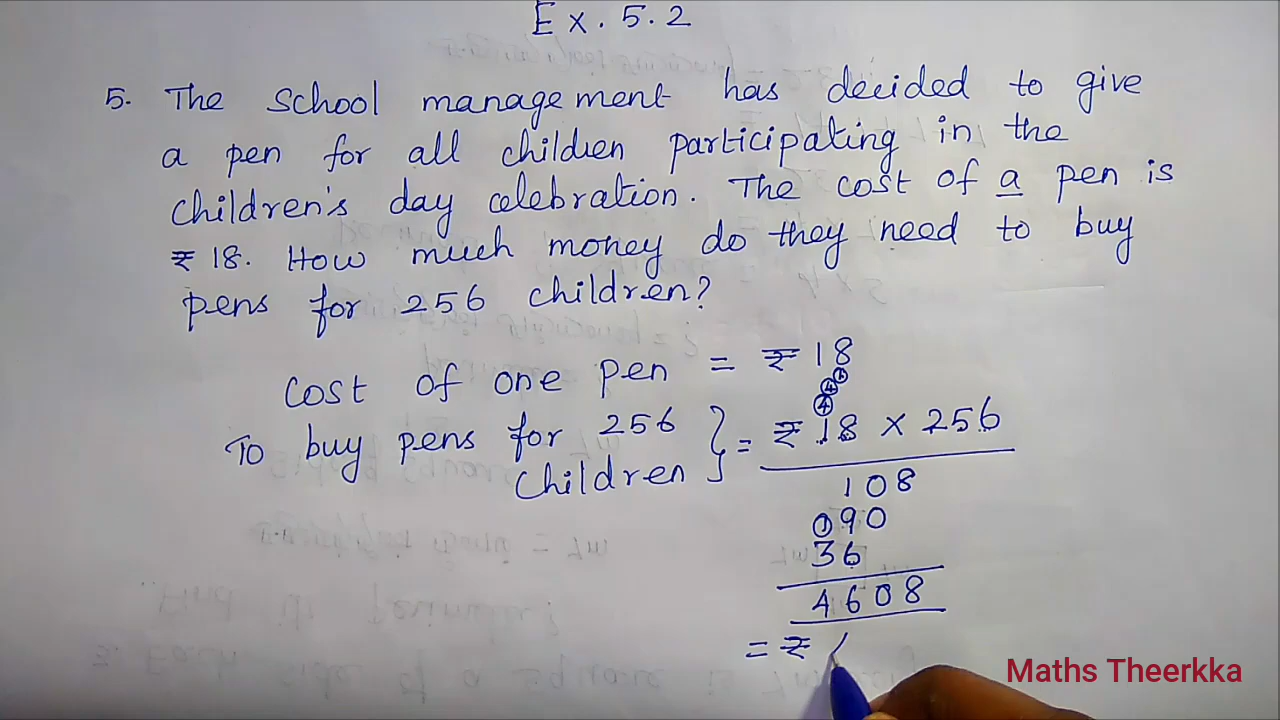 Ex. 5.2
5. The School management has decided to give
a pen for all children participating in the
children's day celebration. The cost of a pen is
₹ 18. How much money do they need to buy
pens for 256 children?
Cost of one pen = ₹ 18
④①
④
To buy pens for 256 } = ₹ 18 × 256
children
108
①90
36
4608
= ₹
Maths Theerkka